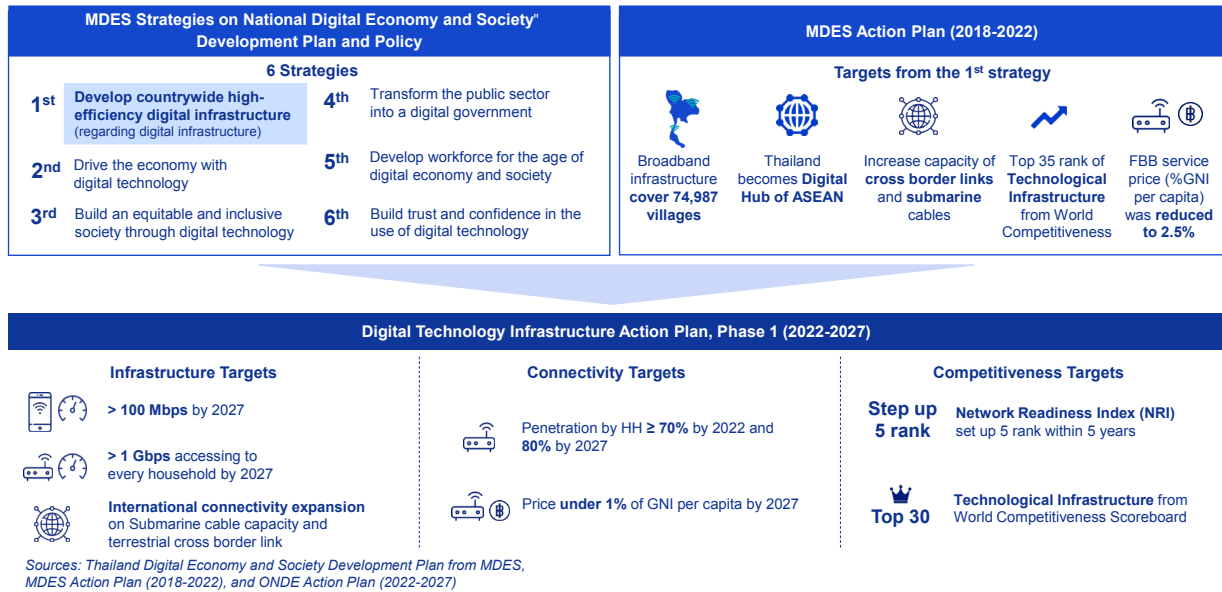 MDES Strategies on National Digital Economy and Society"
Development Plan and Policy
6 Strategies
1st
Develop countrywide high-
efficiency digital infrastructure
(regarding digital infrastructure)
2nd
Drive the economy with
digital technology
3rd
Build an equitable and inclusive
society through digital technology
4th
Transform the public sector
into a digital government
5th
Develop workforce for the age of
digital economy and society
6th
Build trust and confidence in the
use of digital technology
MDES Action Plan (2018-2022)
Targets from the 1st strategy
Broadband
infrastructure
cover 74,987
villages
Thailand
becomes Digital
Hub of ASEAN
Increase capacity of
cross border links
and submarine
cables
Top 35 rank of
Technological
Infrastructure
from World
Competitiveness
฿
FBB service
price (%GNI
per capita)
was reduced
to 2.5%
Digital Technology Infrastructure Action Plan, Phase 1 (2022-2027)
Infrastructure Targets
> 100 Mbps by 2027
> 1 Gbps accessing to
every household by 2027
International connectivity expansion
on Submarine cable capacity and
terrestrial cross border link
Connectivity Targets
Penetration by HH ≥ 70% by 2022 and
80% by 2027
฿
Price under 1% of GNI per capita by 2027
Competitiveness Targets
Step up
5 rank
Network Readiness Index (NRI)
set up 5 rank within 5 years
Top 30
Technological Infrastructure from
World Competitiveness Scoreboard
Sources: Thailand Digital Economy and Society Development Plan from MDES,
MDES Action Plan (2018-2022), and ONDE Action Plan (2022-2027)